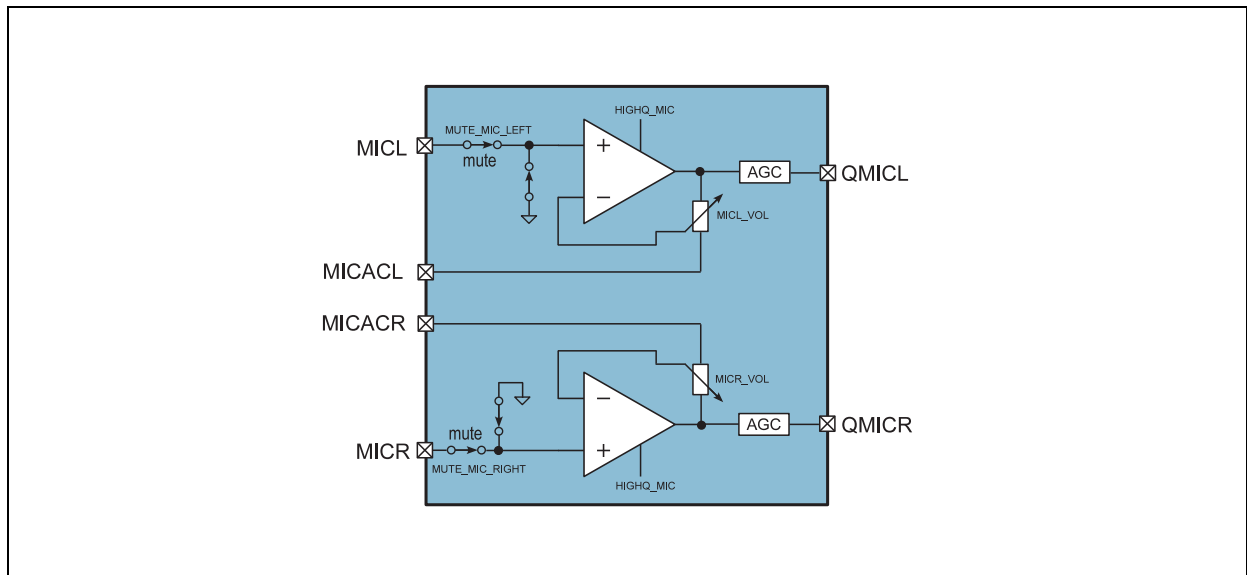 HIGHQ_MIC
MUTE_MIC_LEFT
MICL
mute
+
AGC
QMICL
−
MICL_VOL
MICACL
MICACR
MICR_VOL
−
mute
AGC
QMICR
MICR
+
MUTE_MIC_RIGHT
HIGHQ_MIC